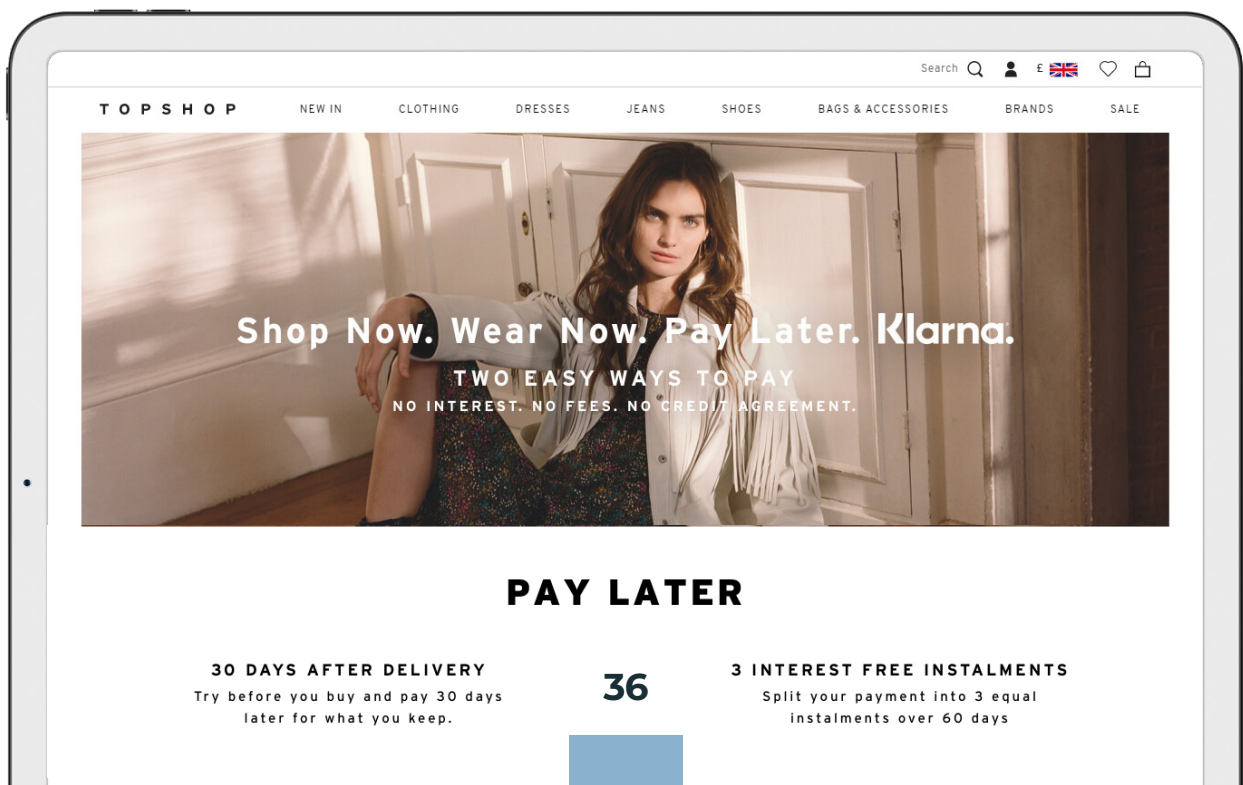 Search £
TOPSHOP NEW IN CLOTHING DRESSES JEANS SHOES BAGS & ACCESSORIES BRANDS SALE
Shop Now. Wear Now. Pay Later. Klarna.
TWO EASY WAYS TO PAY
NO INTEREST. NO FEES. NO CREDIT AGREEMENT.
PAY LATER
30 DAYS AFTER DELIVERY
Try before you buy and pay 30 days
later for what you keep.
36
3 INTEREST FREE INSTALMENTS
Split your payment into 3 equal
instalments over 60 days